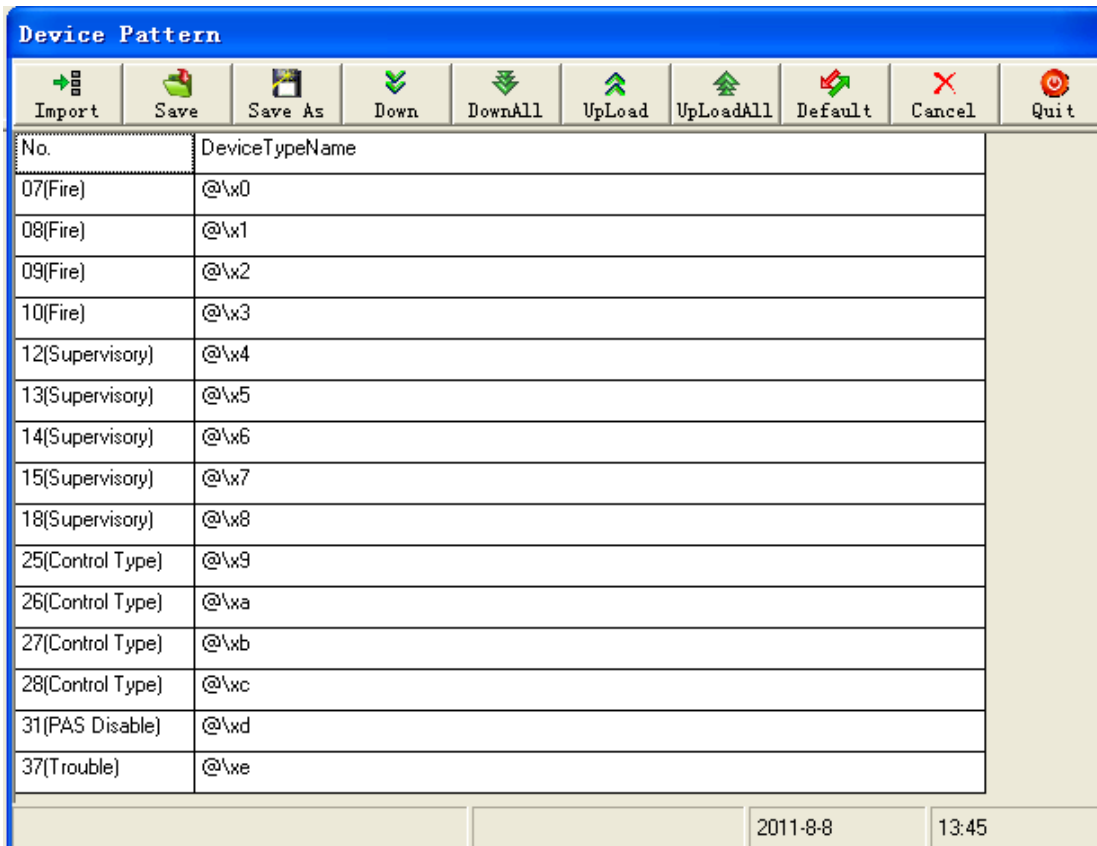 Device Pattern
Import Save Save As Down DownAll UpLoad UpLoadAll Default Cancel Quit
No. DeviceTypeName
07(Fire) @\x0
08(Fire) @\x1
09(Fire) @\x2
10(Fire) @\x3
12(Supervisory) @\x4
13(Supervisory) @\x5
14(Supervisory) @\x6
15(Supervisory) @\x7
18(Supervisory) @\x8
25(Control Type) @\x9
26(Control Type) @\xa
27(Control Type) @\xb
28(Control Type) @\xc
31(PAS Disable) @\xd
37(Trouble) @\xe
2011-8-8 13:45